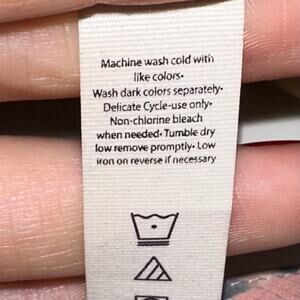 Machine wash cold with
like colors•
Wash dark colors separately•
Delicate Cycle-use only•
Non-chlorine bleach
when needed• Tumble dry
low remove promptly• Low
iron on reverse if necessary